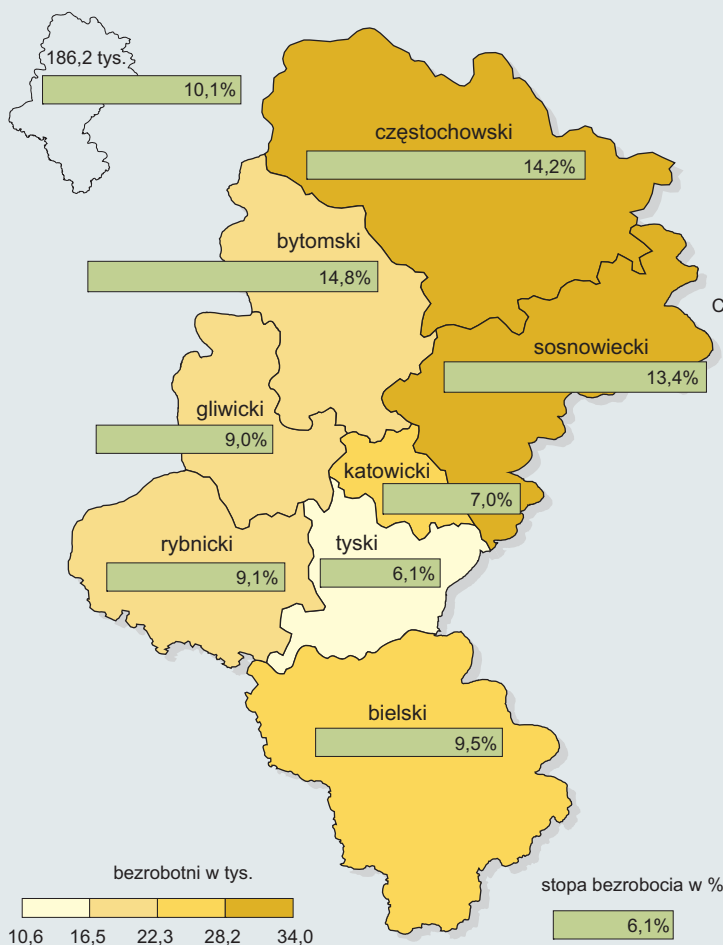 186,2 tys.
10,1%
częstochowski
14,2%
bytomski
14,8%
C
sosnowiecki
13,4%
gliwicki
9,0%
katowicki
7,0%
rybnicki
9,1%
tyski
6,1%
bielski
9,5%
bezrobotni w tys.
10,6 16,5 22,3 28,2 34,0
stopa bezrobocia w %
6,1%